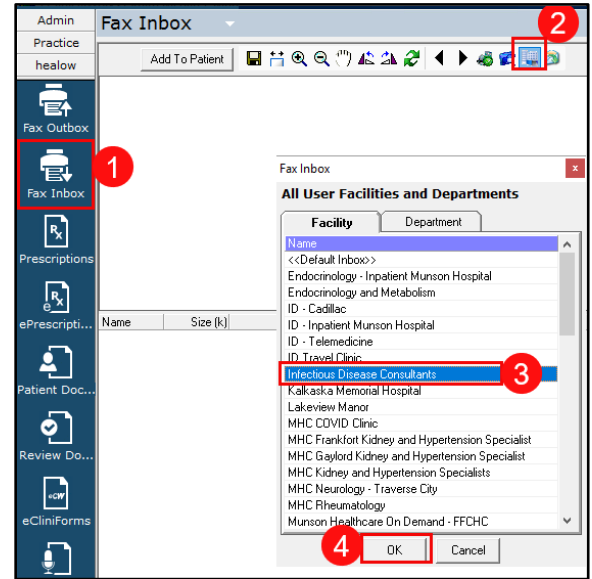 Admin
Practice
healow
Fax Outbox
Fax Inbox
Prescriptions
ePrescripti...
Patient Doc...
Review Do...
eCliniForms
Fax Inbox
2
Add To Patient
1
Name Size (k)
Fax Inbox x
All User Facilities and Departments
Facility Department
Name
<<Default Inbox>>
Endocrinology - Inpatient Munson Hospital
Endocrinology and Metabolism
ID - Cadillac
ID - Inpatient Munson Hospital
ID - Telemedicine
ID Travel Clinic
Infectious Disease Consultants
3
Kalkaska Memorial Hospital
Lakeview Manor
MHC COVID Clinic
MHC Frankfort Kidney and Hypertension Specialist
MHC Gaylord Kidney and Hypertension Specialist
MHC Kidney and Hypertension Specialists
MHC Neurology - Traverse City
MHC Rheumatology
Munson Healthcare On Demand - FFCHC
4
OK Cancel
Rx
eRx
eCW